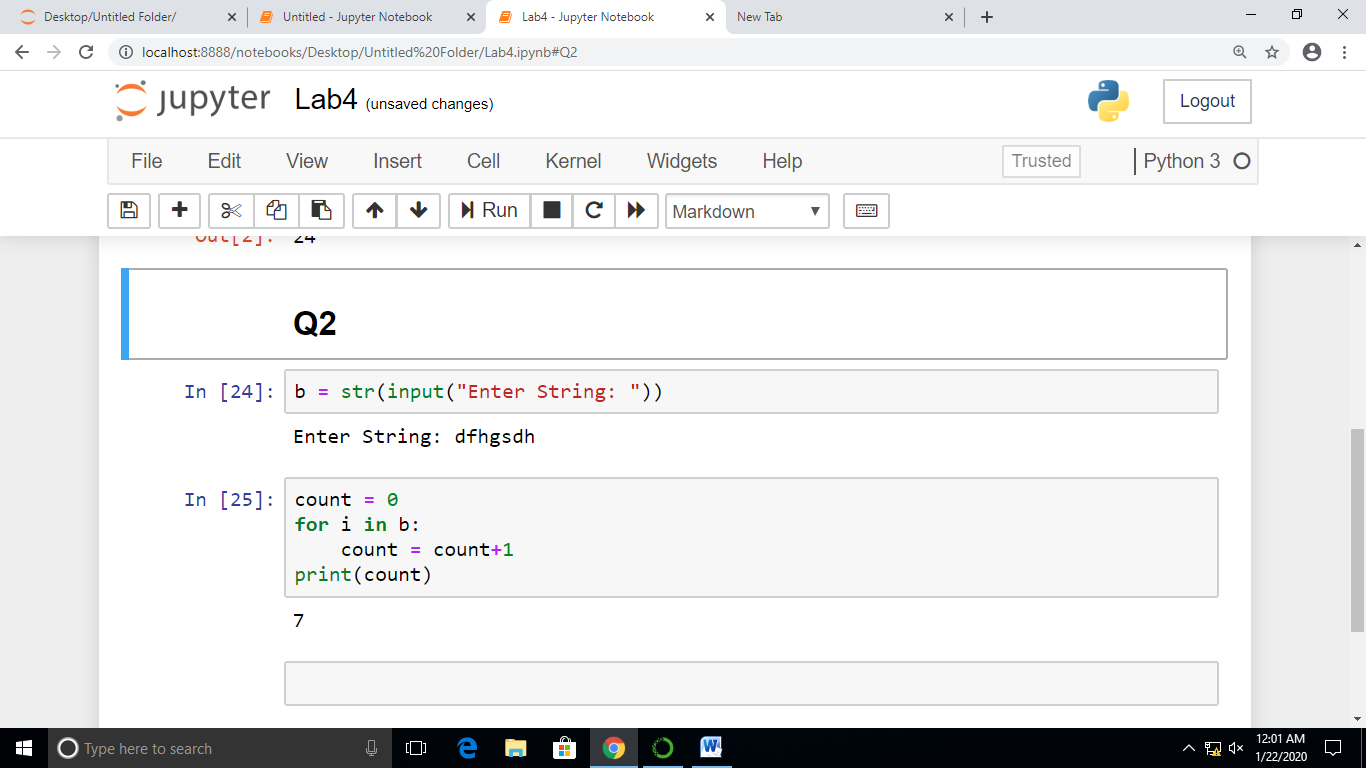 Desktop/Untitled Folder/
Untitled - Jupyter Notebook
Lab4 - Jupyter Notebook
New Tab
localhost:8888/notebooks/Desktop/Untitled%20Folder/Lab4.ipynb#Q2
jupyter Lab4 (unsaved changes)
Logout
File Edit View Insert Cell Kernel Widgets Help
Trusted
Python 3
Run
Markdown
Out[2]: 24
Q2
In [24]: b = str(input("Enter String: "))
Enter String: dfhgsdh
In [25]: count = 0
for i in b:
    count = count+1
print(count)
7
Type here to search
12:01 AM
1/22/2020